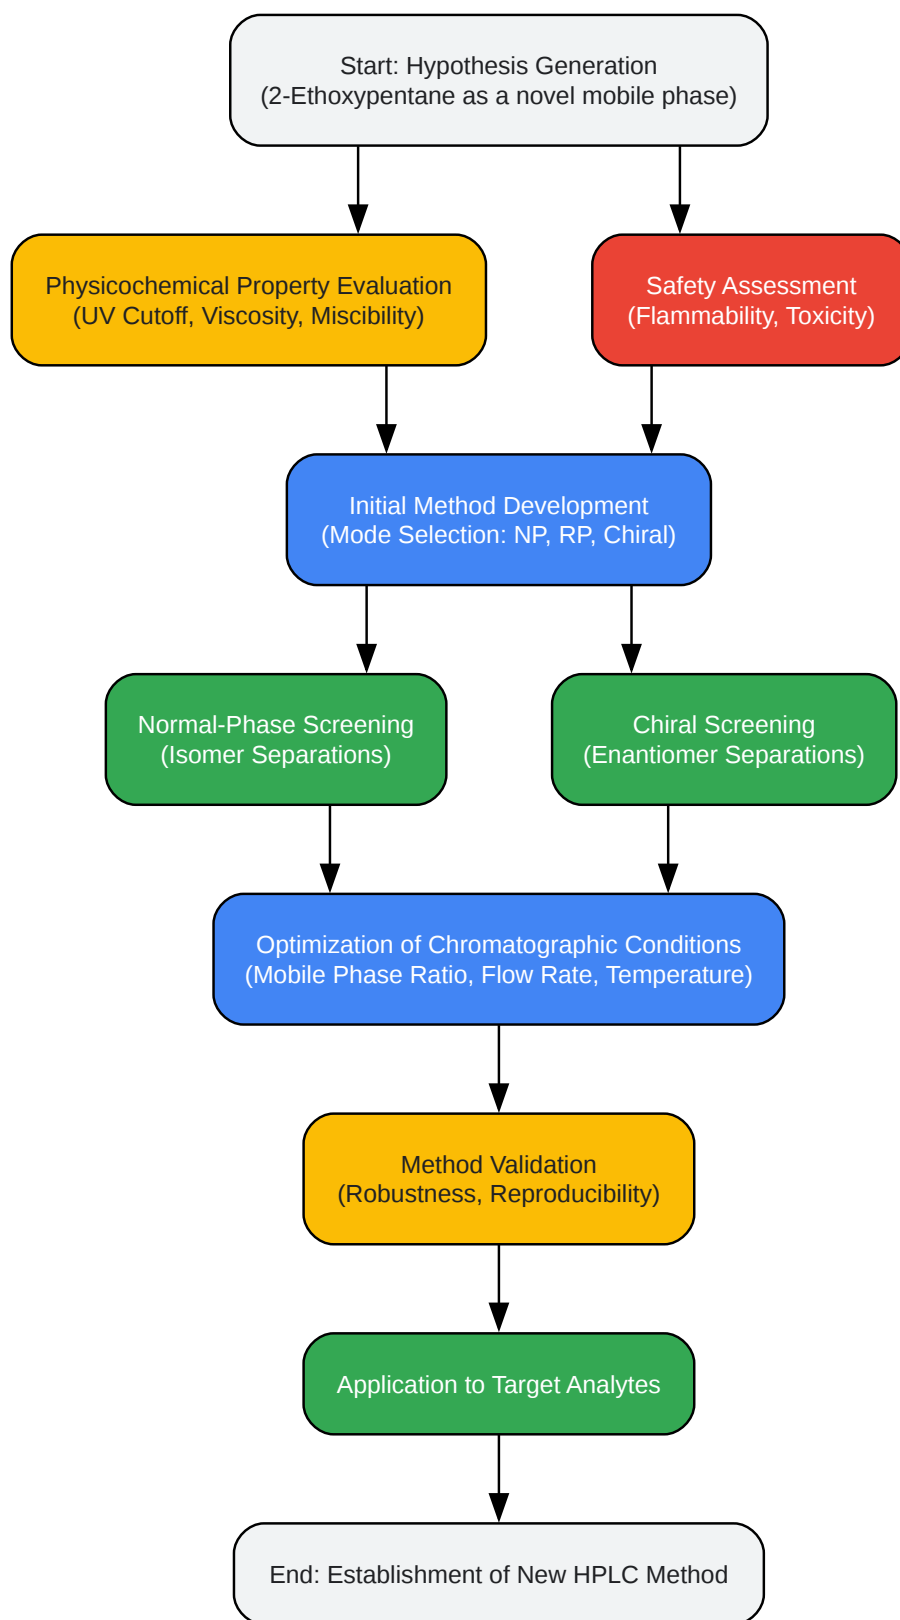 Start: Hypothesis Generation
(2-Ethoxypentane as a novel mobile phase)
Physicochemical Property Evaluation
(UV Cutoff, Viscosity, Miscibility)
Safety Assessment
(Flammability, Toxicity)
Initial Method Development
(Mode Selection: NP, RP, Chiral)
Normal-Phase Screening
(Isomer Separations)
Chiral Screening
(Enantiomer Separations)
Optimization of Chromatographic Conditions
(Mobile Phase Ratio, Flow Rate, Temperature)
Method Validation
(Robustness, Reproducibility)
Application to Target Analytes
End: Establishment of New HPLC Method